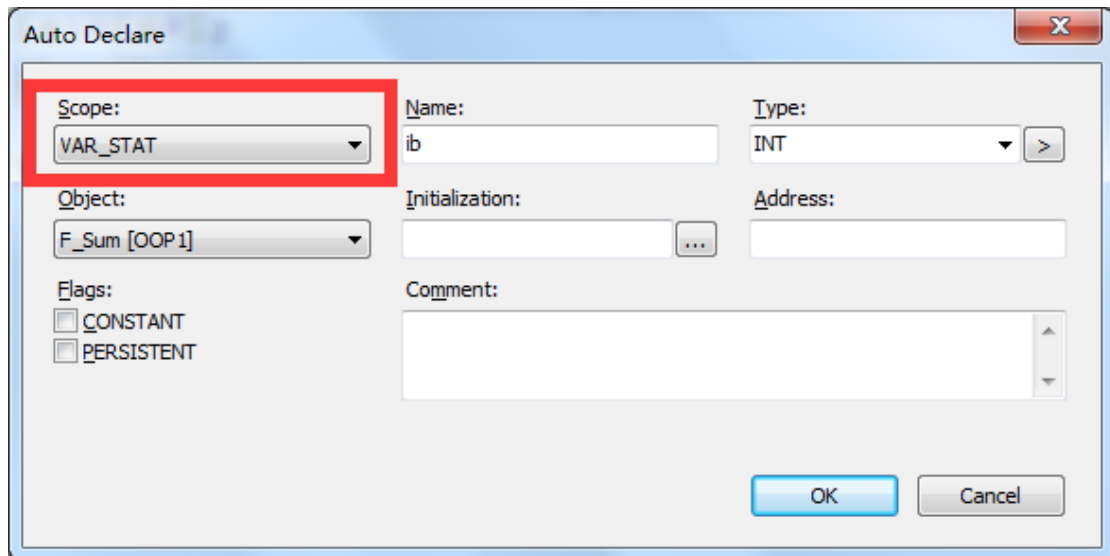 Auto Declare
Scope: Name: Type:
VAR_STAT ib INT >
Object: Initialization: Address:
F_Sum [OOP1] ...
Flags: Comment:
CONSTANT
PERSISTENT
OK Cancel